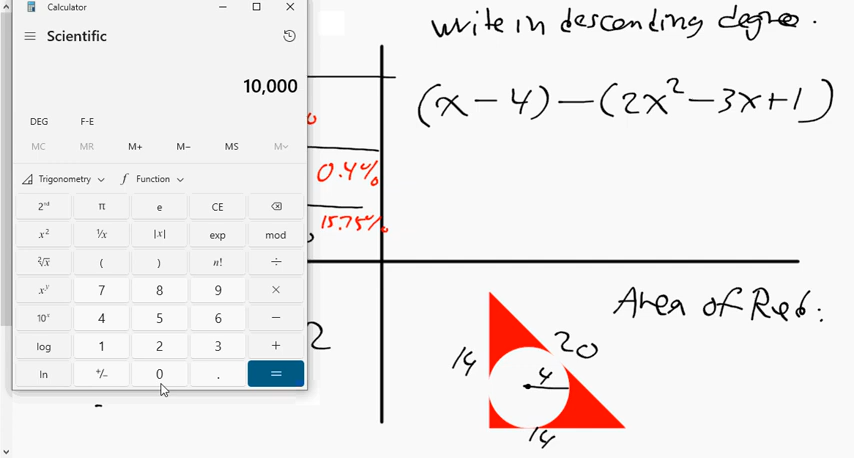 Calculator
Scientific
10,000
DEG F-E
MC MR M+ M− MS M˅
Trigonometry Function
2ⁿᵈ π e CE
x² ¹/x |x| exp mod
²√x ( ) n! ÷
xʸ 7 8 9 ×
10ˣ 4 5 6 −
log 1 2 3 +
ln +/− 0 . =
0.4%
15.75%
2
write in descending degree.
(x − 4) − (2x² − 3x + 1)
Area of Red:
14
20
4
14